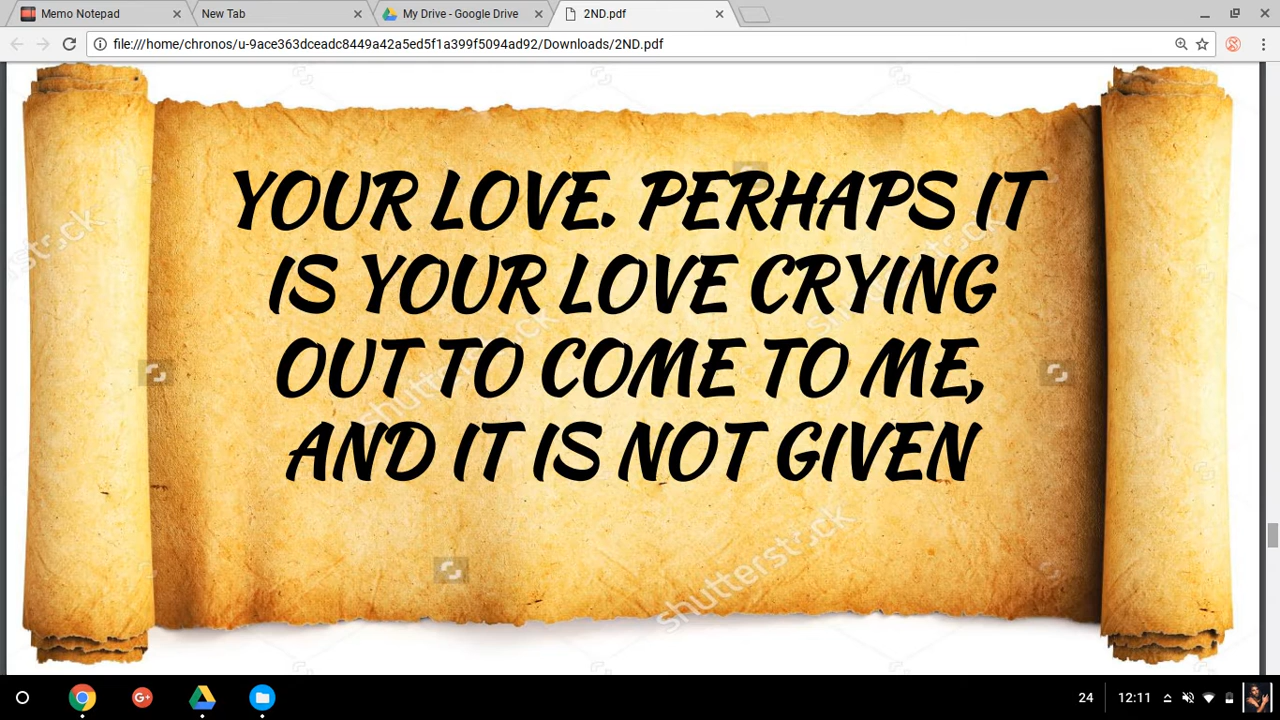 Memo Notepad
New Tab
My Drive - Google Drive
2ND.pdf
file:///home/chronos/u-9ace363dceadc8449a42a5ed5f1a399f5094ad92/Downloads/2ND.pdf
YOUR LOVE. PERHAPS IT
IS YOUR LOVE CRYING
OUT TO COME TO ME,
AND IT IS NOT GIVEN
shutterstock
shutterstock
24
12:11